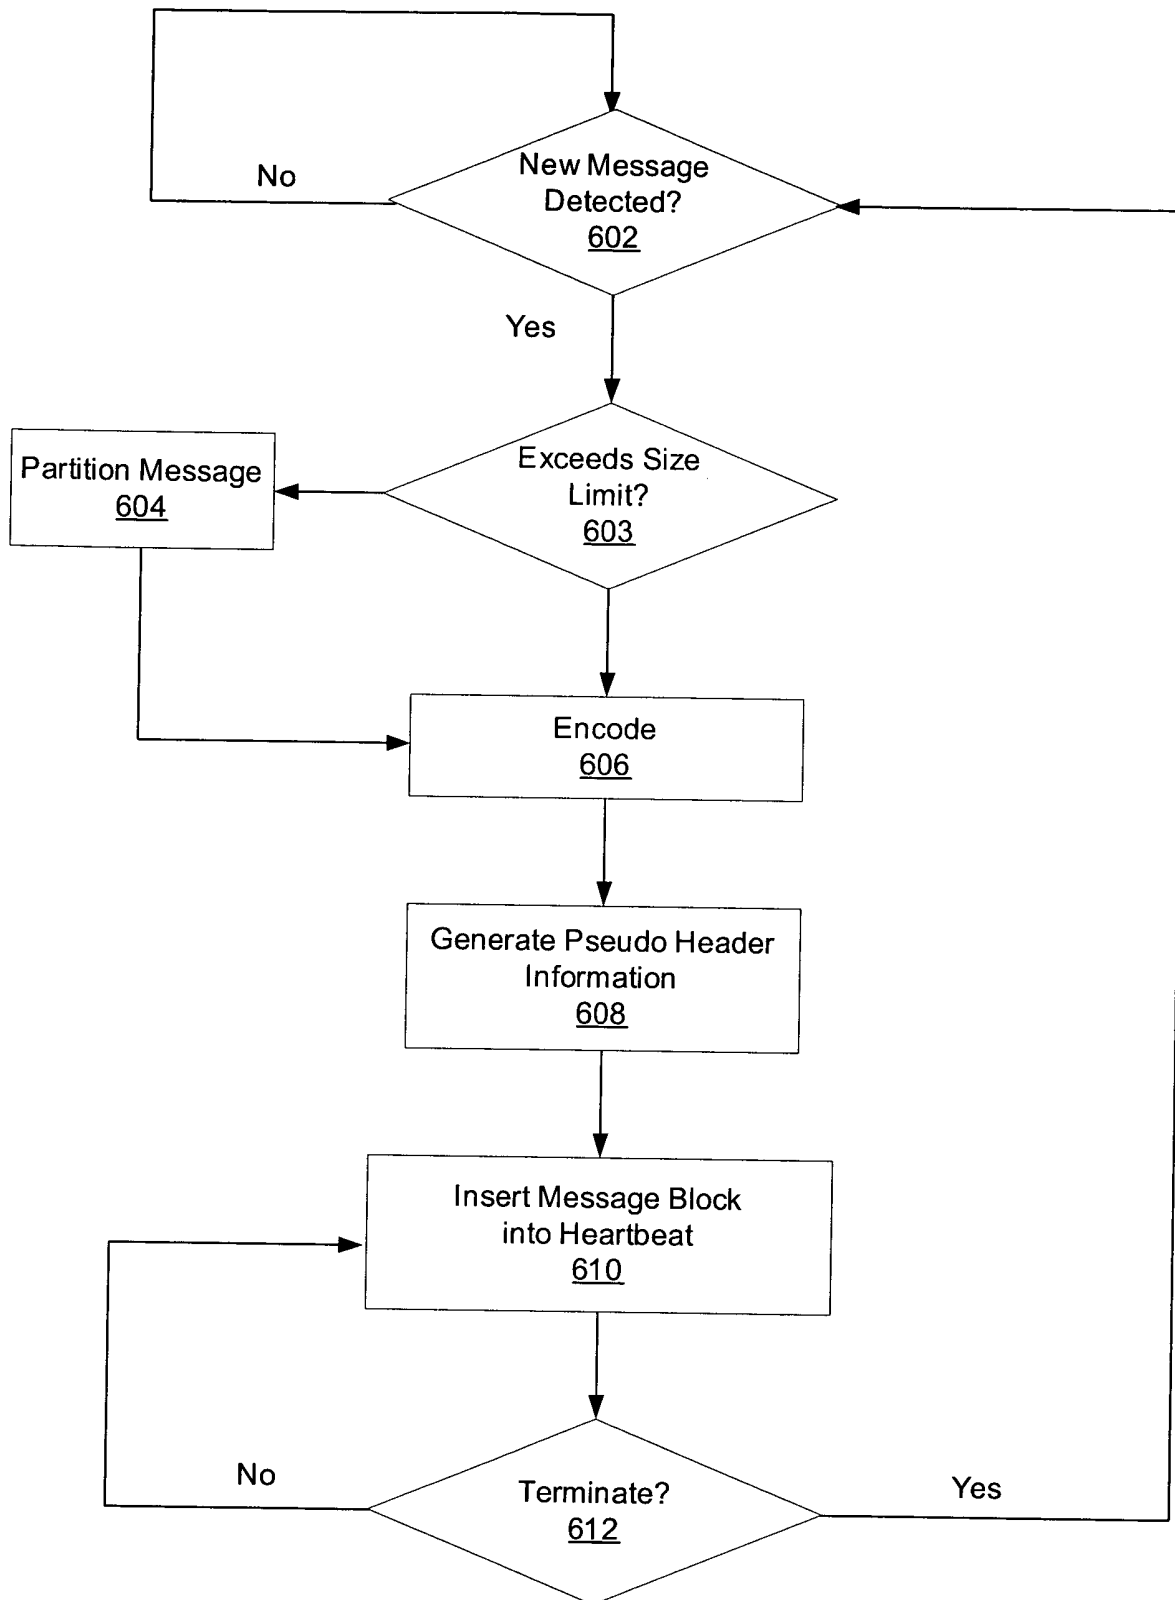 New Message
Detected?
602
No
Yes
Exceeds Size
Limit?
603
Partition Message
604
Encode
606
Generate Pseudo Header
Information
608
Insert Message Block
into Heartbeat
610
Terminate?
612
No
Yes